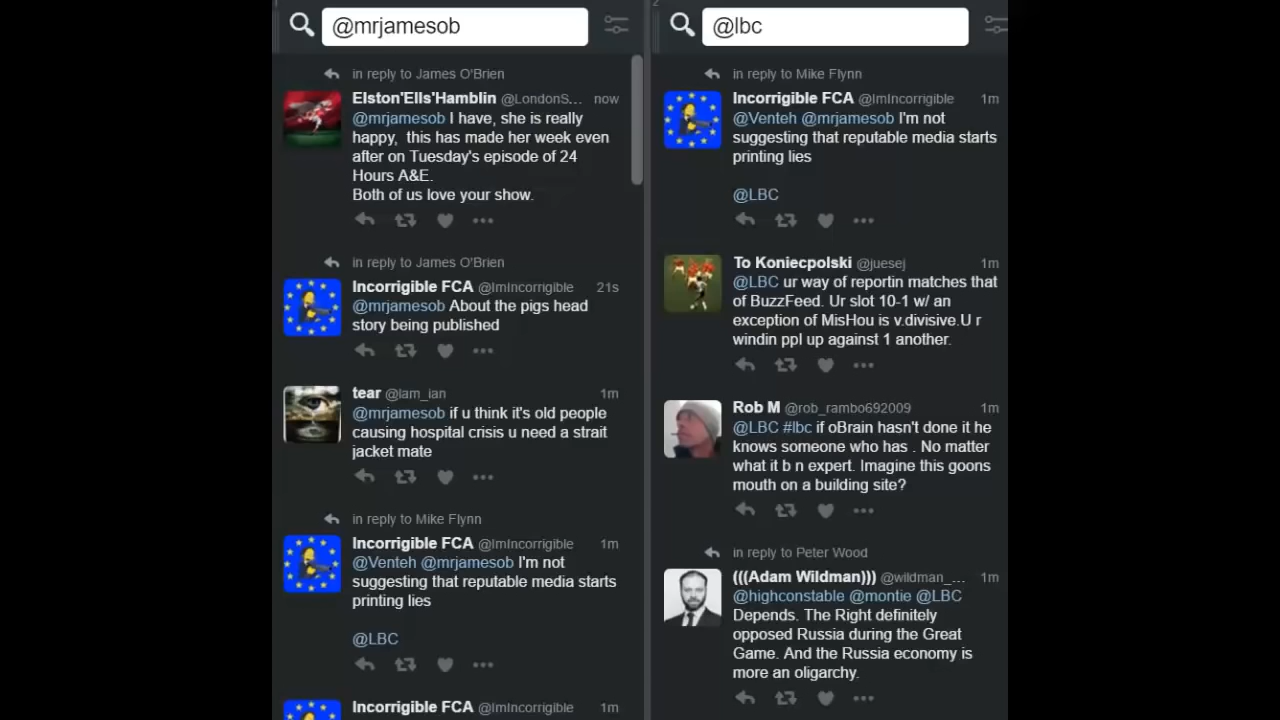 @mrjamesob
in reply to James O'Brien
Elston'Ells'Hamblin @LondonS... now
@mrjamesob I have, she is really
happy, this has made her week even
after on Tuesday's episode of 24
Hours A&E.
Both of us love your show.
in reply to James O'Brien
Incorrigible FCA @ImIncorrigible 21s
@mrjamesob About the pigs head
story being published
tear @lam_ian 1m
@mrjamesob if u think it's old people
causing hospital crisis u need a strait
jacket mate
in reply to Mike Flynn
Incorrigible FCA @ImIncorrigible 1m
@Venteh @mrjamesob I'm not
suggesting that reputable media starts
printing lies
@LBC
Incorrigible FCA @ImIncorrigible 1m
2
@lbc
in reply to Mike Flynn
Incorrigible FCA @ImIncorrigible 1m
@Venteh @mrjamesob I'm not
suggesting that reputable media starts
printing lies
@LBC
To Koniecpolski @juesej 1m
@LBC ur way of reportin matches that
of BuzzFeed. Ur slot 10-1 w/ an
exception of MisHou is v.divisive.U r
windin ppl up against 1 another.
Rob M @rob_rambo692009 1m
@LBC #lbc if oBrain hasn't done it he
knows someone who has . No matter
what it b n expert. Imagine this goons
mouth on a building site?
in reply to Peter Wood
(((Adam Wildman))) @wildman_... 1m
@highconstable @montie @LBC
Depends. The Right definitely
opposed Russia during the Great
Game. And the Russia economy is
more an oligarchy.